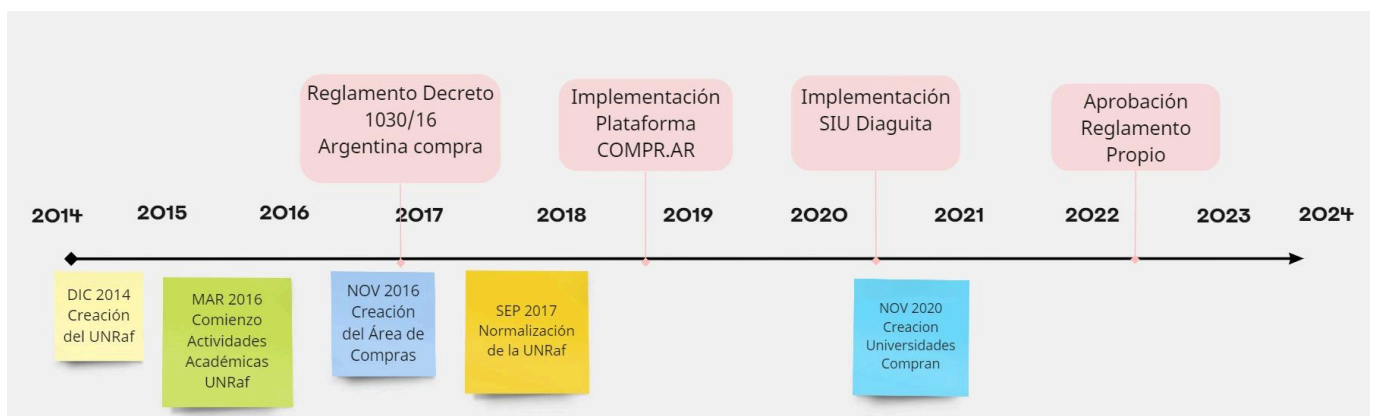 Reglamento Decreto
1030/16
Argentina compra
Implementación
Plataforma
COMPR.AR
Implementación
SIU Diaguita
Aprobación
Reglamento
Propio
2014 2015 2016 2017 2018 2019 2020 2021 2022 2023 2024
DIC 2014
Creación
del UNRaf
MAR 2016
Comienzo
Actividades
Académicas
UNRaf
NOV 2016
Creación
del Área de
Compras
SEP 2017
Normalización
de la UNRaf
NOV 2020
Creacion
Universidades
Compran